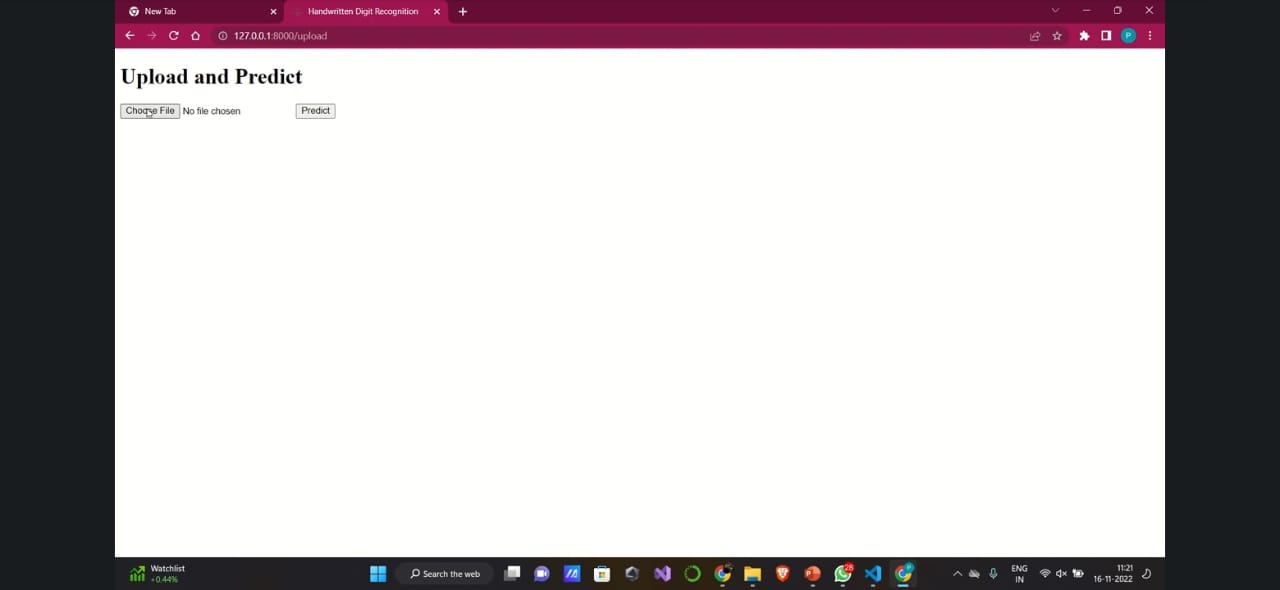 New Tab
Handwritten Digit Recognition
127.0.0.1:8000/upload
P
Upload and Predict
Choose File No file chosen Predict
Watchlist
+0.44%
Search the web
28
ENG
IN
11:21
16-11-2022